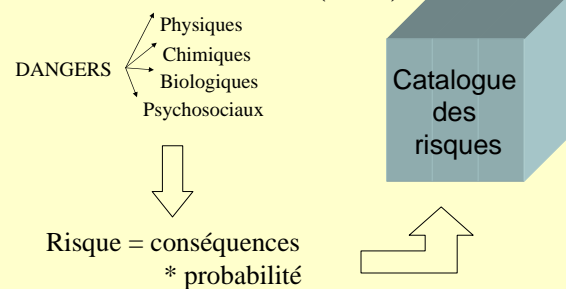 Physiques
Chimiques
DANGERS
Biologiques
Psychosociaux
Catalogue
des
risques
Risque = conséquences
* probabilité